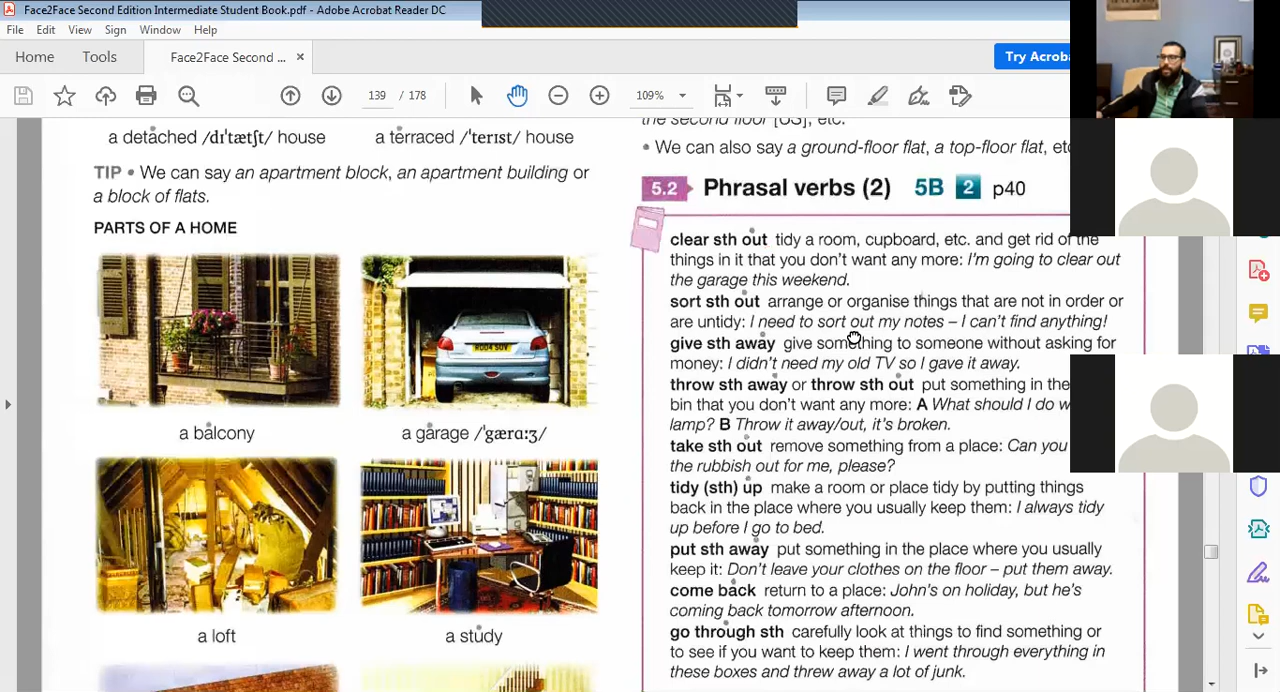 Face2Face Second Edition Intermediate Student Book.pdf - Adobe Acrobat Reader DC
File Edit View Sign Window Help
Home Tools Face2Face Second ... × Try Acroba
139 / 178 109%
a detached /dɪˈtætʃt/ house a terraced /ˈterɪst/ house
TIP • We can say an apartment block, an apartment building or
a block of flats.
PARTS OF A HOME
a balcony a garage /ˈgærɑːʒ/
a loft a study
the second floor [US], etc.
• We can also say a ground-floor flat, a top-floor flat, etc
5.2 Phrasal verbs (2) 5B 2 p40
clear sth out tidy a room, cupboard, etc. and get rid of the
things in it that you don't want any more: I'm going to clear out
the garage this weekend.
sort sth out arrange or organise things that are not in order or
are untidy: I need to sort out my notes – I can't find anything!
give sth away give something to someone without asking for
money: I didn't need my old TV so I gave it away.
throw sth away or throw sth out put something in the
bin that you don't want any more: A What should I do w
lamp? B Throw it away/out, it's broken.
take sth out remove something from a place: Can you
the rubbish out for me, please?
tidy (sth) up make a room or place tidy by putting things
back in the place where you usually keep them: I always tidy
up before I go to bed.
put sth away put something in the place where you usually
keep it: Don't leave your clothes on the floor – put them away.
come back return to a place: John's on holiday, but he's
coming back tomorrow afternoon.
go through sth carefully look at things to find something or
to see if you want to keep them: I went through everything in
these boxes and threw away a lot of junk.